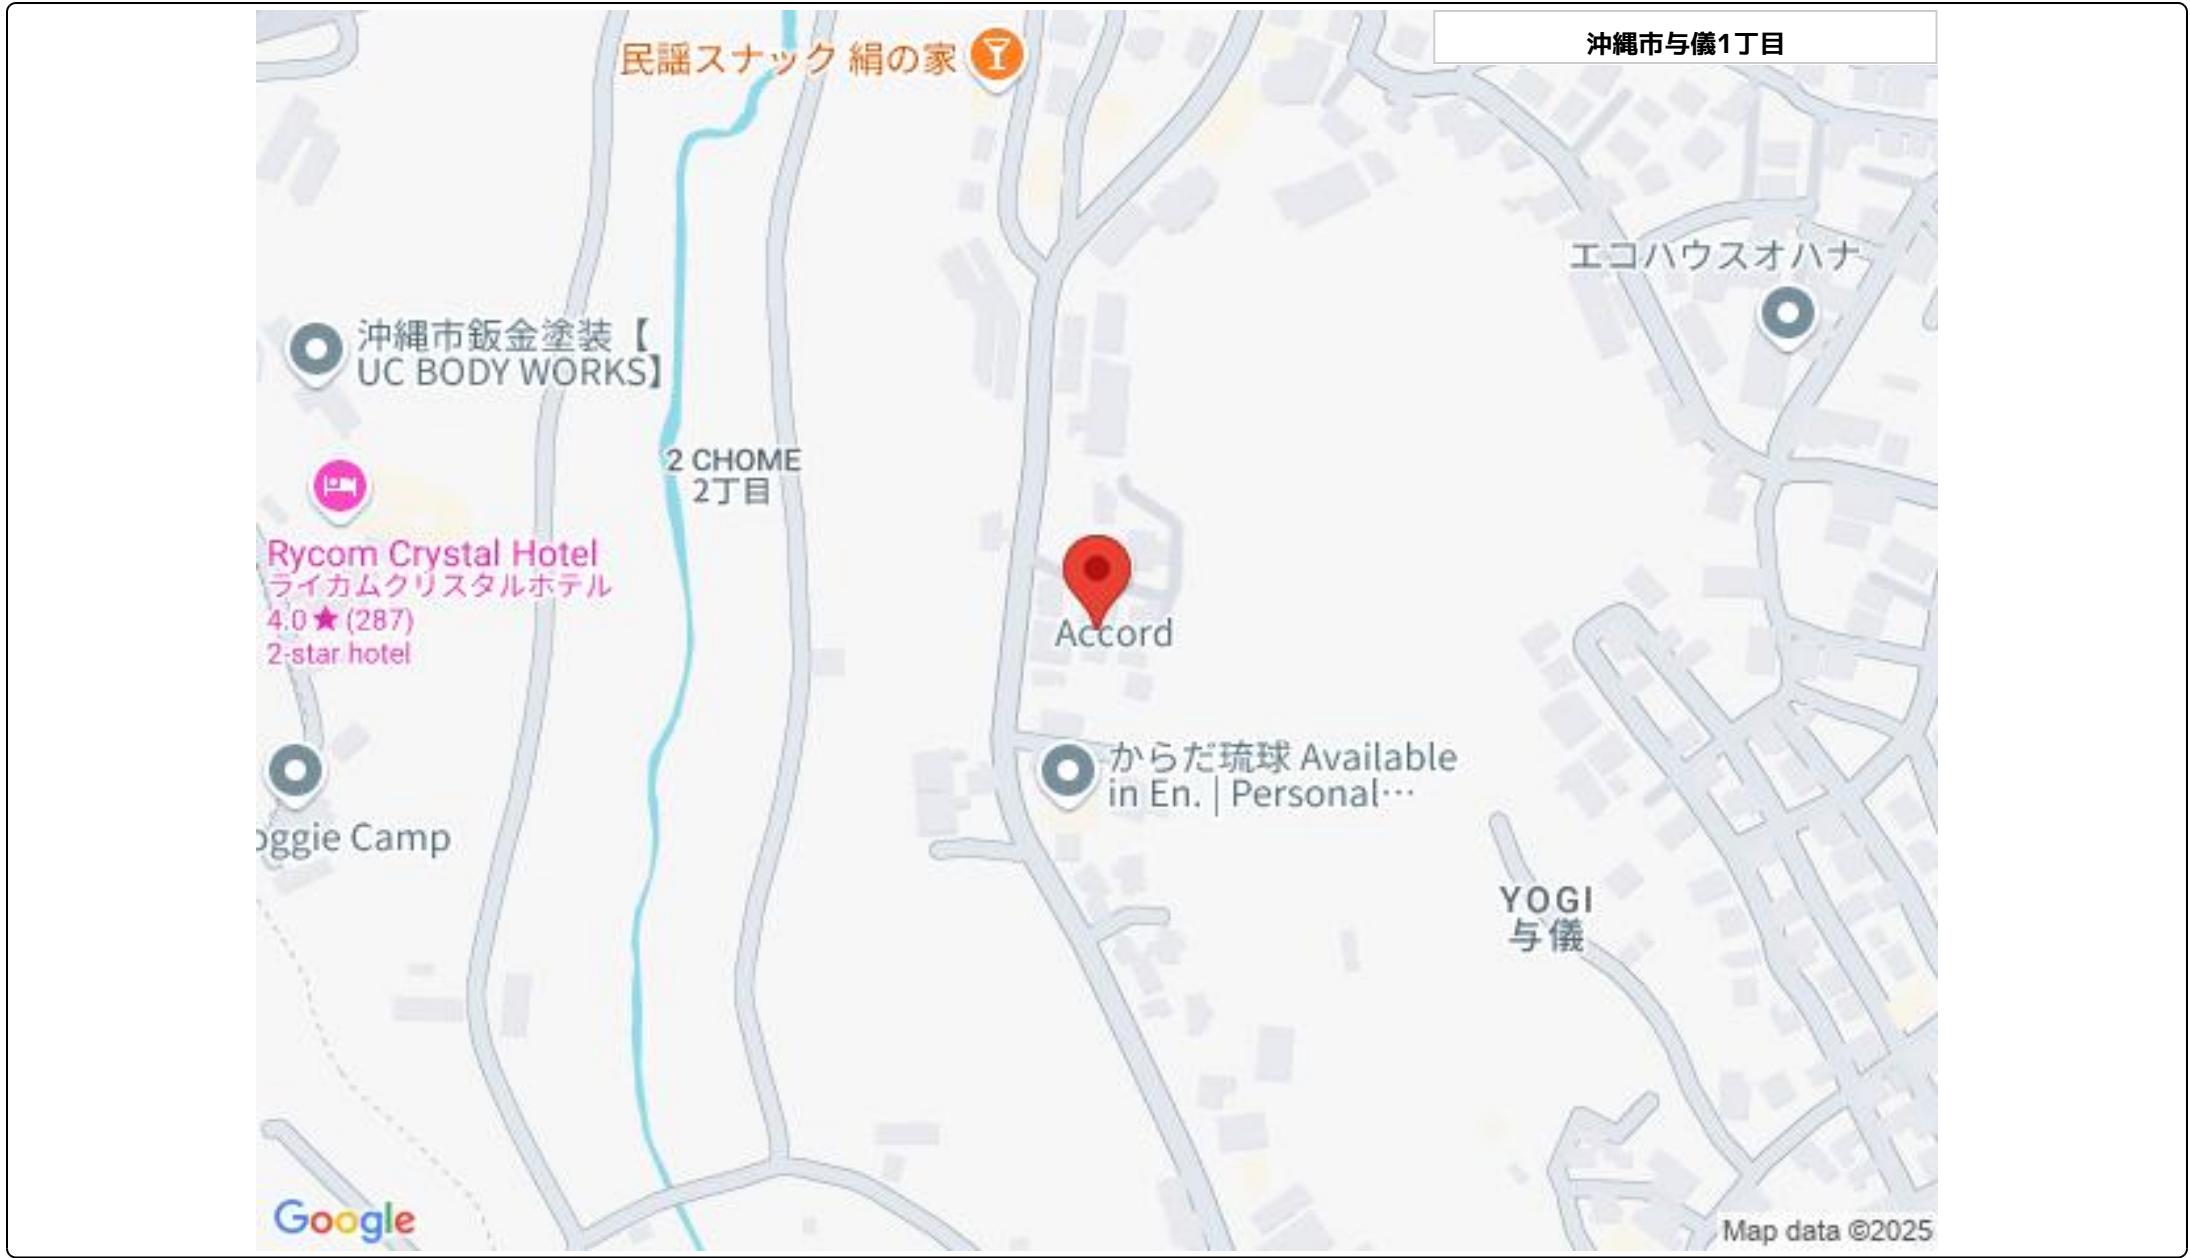 沖縄市与儀1丁目
民謡スナック 絹の家
エコハウスオハナ
沖縄市鈑金塗装【
UC BODY WORKS】
2 CHOME
2丁目
Rycom Crystal Hotel
ライカムクリスタルホテル
4.0★(287)
2-star hotel
Accord
からだ琉球 Available
in En. | Personal…
oggie Camp
YOGI
与儀
Google
Map data ©2025